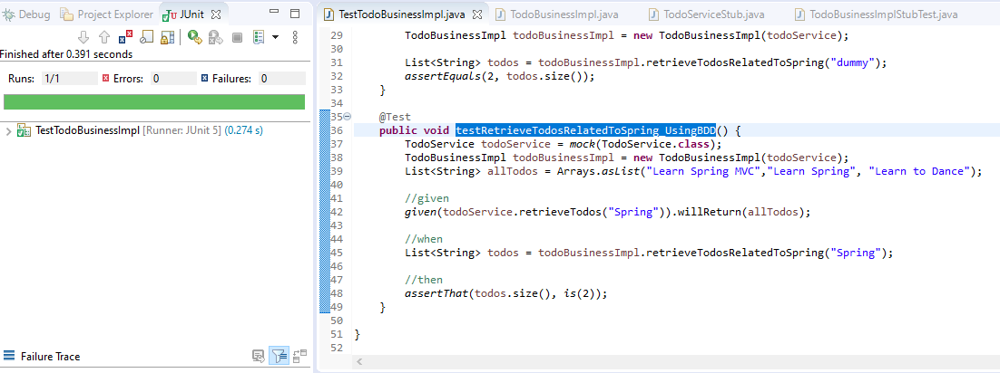 Debug Project Explorer JUnit
Finished after 0.391 seconds
Runs: 1/1 Errors: 0 Failures: 0
TestTodoBusinessImpl [Runner: JUnit 5] (0.274 s)
Failure Trace
TestTodoBusinessImpl.java TodoBusinessImpl.java TodoServiceStub.java TodoBusinessImplStubTest.java
29 TodoBusinessImpl todoBusinessImpl = new TodoBusinessImpl(todoService);
30
31 List<String> todos = todoBusinessImpl.retrieveTodosRelatedToSpring("dummy");
32 assertEquals(2, todos.size());
33 }
34
35 @Test
36 public void testRetrieveTodosRelatedToSpring_UsingBDD() {
37 TodoService todoService = mock(TodoService.class);
38 TodoBusinessImpl todoBusinessImpl = new TodoBusinessImpl(todoService);
39 List<String> allTodos = Arrays.asList("Learn Spring MVC","Learn Spring", "Learn to Dance");
40
41 //given
42 given(todoService.retrieveTodos("Spring")).willReturn(allTodos);
43
44 //when
45 List<String> todos = todoBusinessImpl.retrieveTodosRelatedToSpring("Spring");
46
47 //then
48 assertThat(todos.size(), is(2));
49 }
50
51 }
52